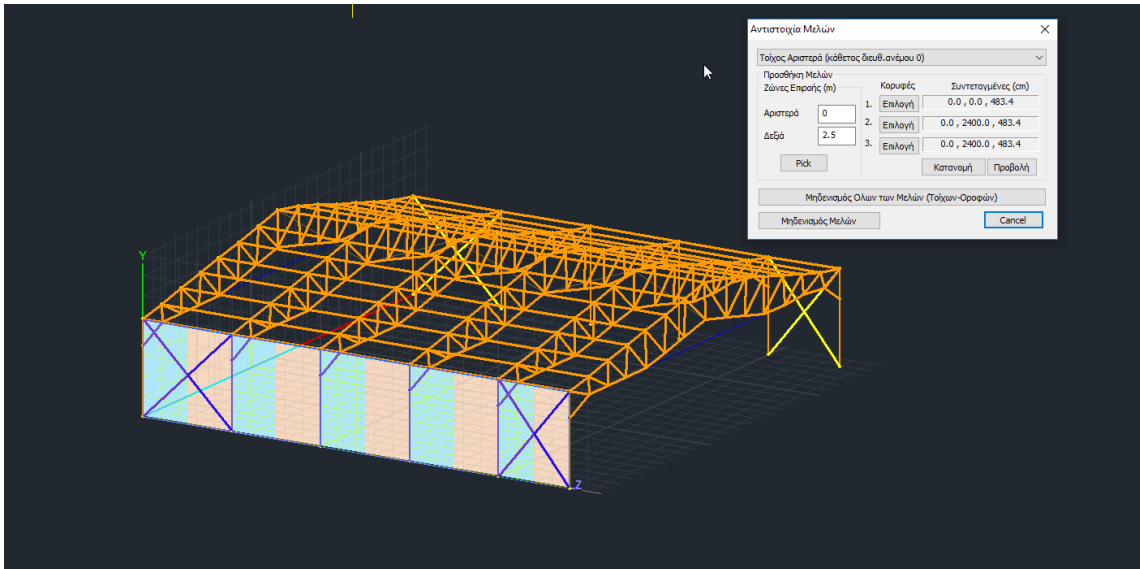 Αντιστοιχία Μελών
Τοίχος Αριστερά (κάθετος διευθ.ανέμου 0)
Προσθήκη Μελών
Ζώνες Επιροής (m)
Κορυφές Συντεταγμένες (cm)
1. Επιλογή 0.0 , 0.0 , 483.4
Αριστερά 0
2. Επιλογή 0.0 , 2400.0 , 483.4
Δεξιά 2.5
3. Επιλογή 0.0 , 2400.0 , 483.4
Pick Κατανομή Προβολή
Μηδενισμός Ολων των Μελών (Τοίχων-Οροφών)
Μηδενισμός Μελών Cancel
Y
Z